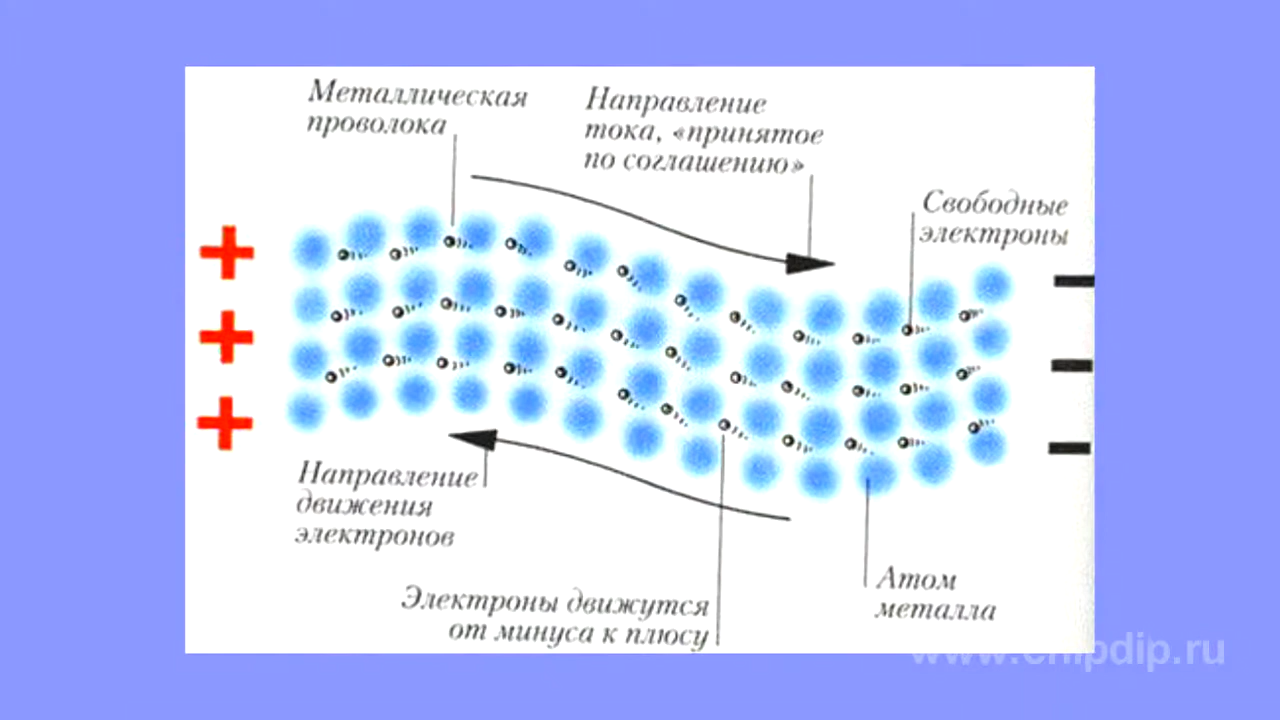 Металлическая
проволока
Направление
тока, «принятое
по соглашению»
Свободные
электроны
Направление
движения
электронов
Электроны движутся
от минуса к плюсу
Атом
металла
www.chipdip.ru